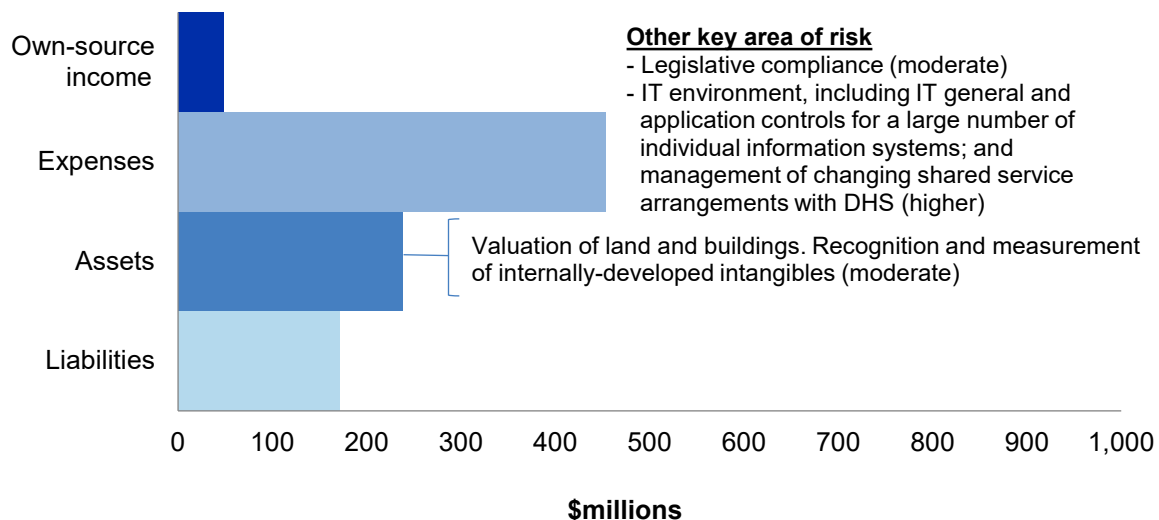 Own-source
income
Expenses
Assets
Liabilities
Other key area of risk
- Legislative compliance (moderate)
- IT environment, including IT general and
application controls for a large number of
individual information systems; and
management of changing shared service
arrangements with DHS (higher)
Valuation of land and buildings. Recognition and measurement
of internally-developed intangibles (moderate)
0 100 200 300 400 500 600 700 800 900 1,000
$millions